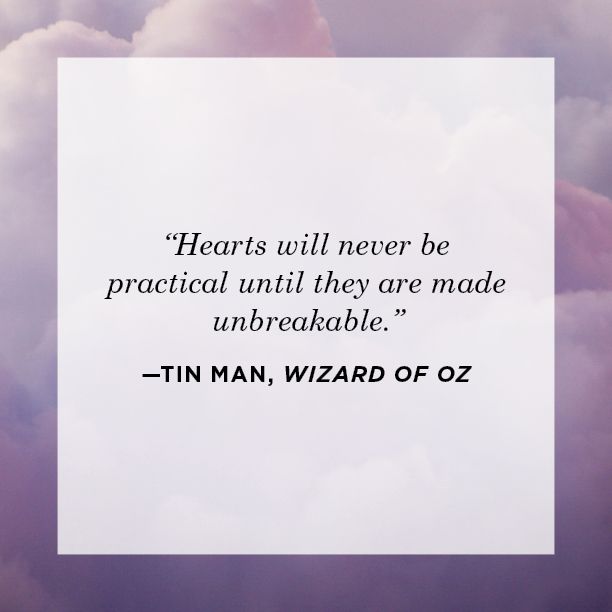 “Hearts will never be
practical until they are made
unbreakable.”
—TIN MAN, WIZARD OF OZ